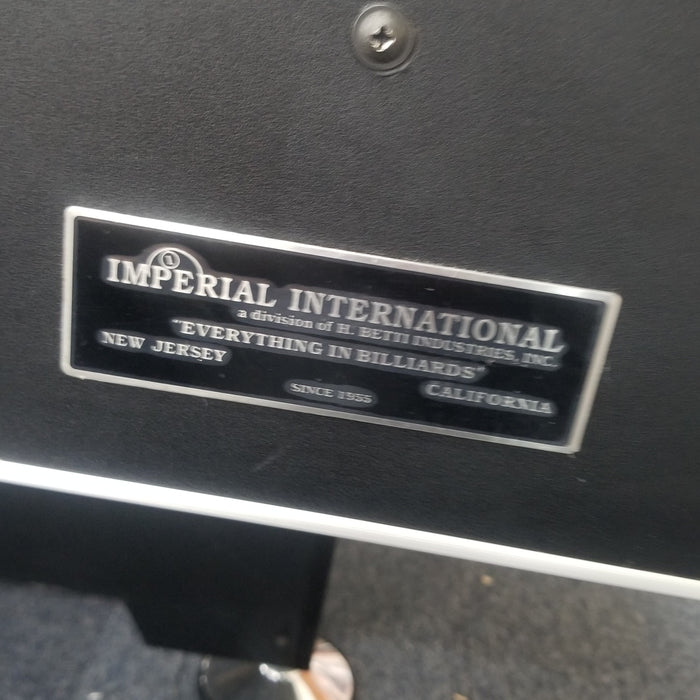 IMPERIAL INTERNATIONAL
a division of H. BETTI INDUSTRIES, INC.
"EVERYTHING IN BILLIARDS"
NEW JERSEY
CALIFORNIA
SINCE 1955